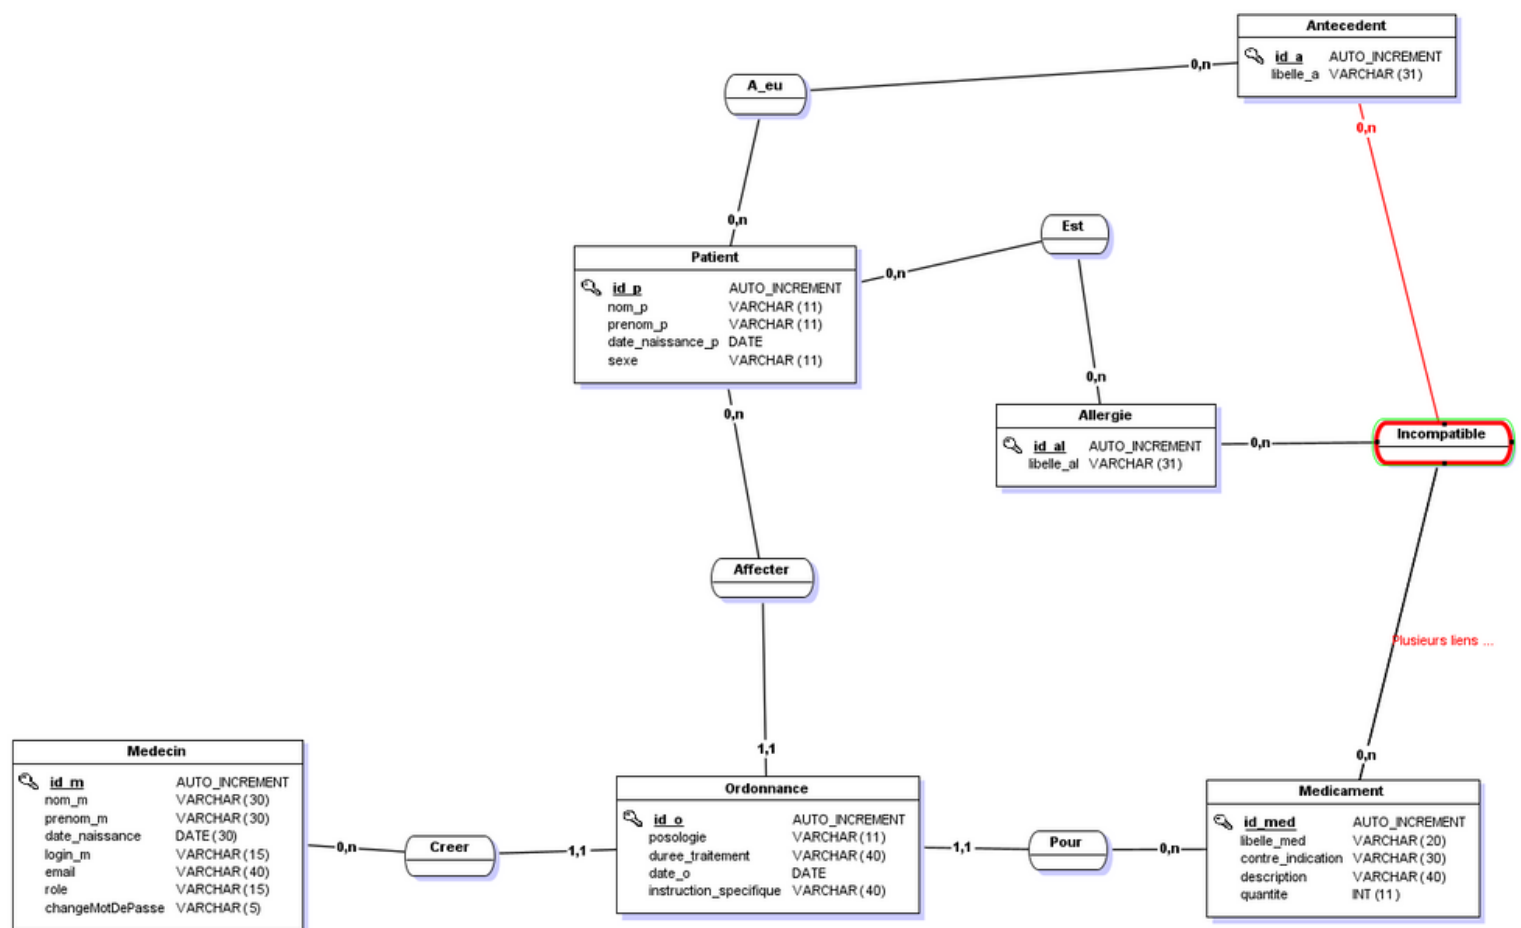 Antecedent
id_a AUTO_INCREMENT
libelle_a VARCHAR (31)
0,n
A_eu
0,n
0,n
Est
Patient
id_p AUTO_INCREMENT
nom_p VARCHAR (11)
prenom_p VARCHAR (11)
date_naissance_p DATE
sexe VARCHAR (11)
0,n
0,n
0,n
Allergie
id_al AUTO_INCREMENT
libelle_al VARCHAR (31)
0,n
Incompatible
Affecter
Plusieurs liens ...
1,1
0,n
Medecin
id_m AUTO_INCREMENT
nom_m VARCHAR (30)
prenom_m VARCHAR (30)
date_naissance DATE (30)
login_m VARCHAR (15)
email VARCHAR (40)
role VARCHAR (15)
changeMotDePasse VARCHAR (5)
0,n
Creer
1,1
Ordonnance
id_o AUTO_INCREMENT
posologie VARCHAR (11)
duree_traitement VARCHAR (40)
date_o DATE
instruction_specifique VARCHAR (40)
1,1
Pour
0,n
Medicament
id_med AUTO_INCREMENT
libelle_med VARCHAR (20)
contre_indication VARCHAR (30)
description VARCHAR (40)
quantite INT (11)